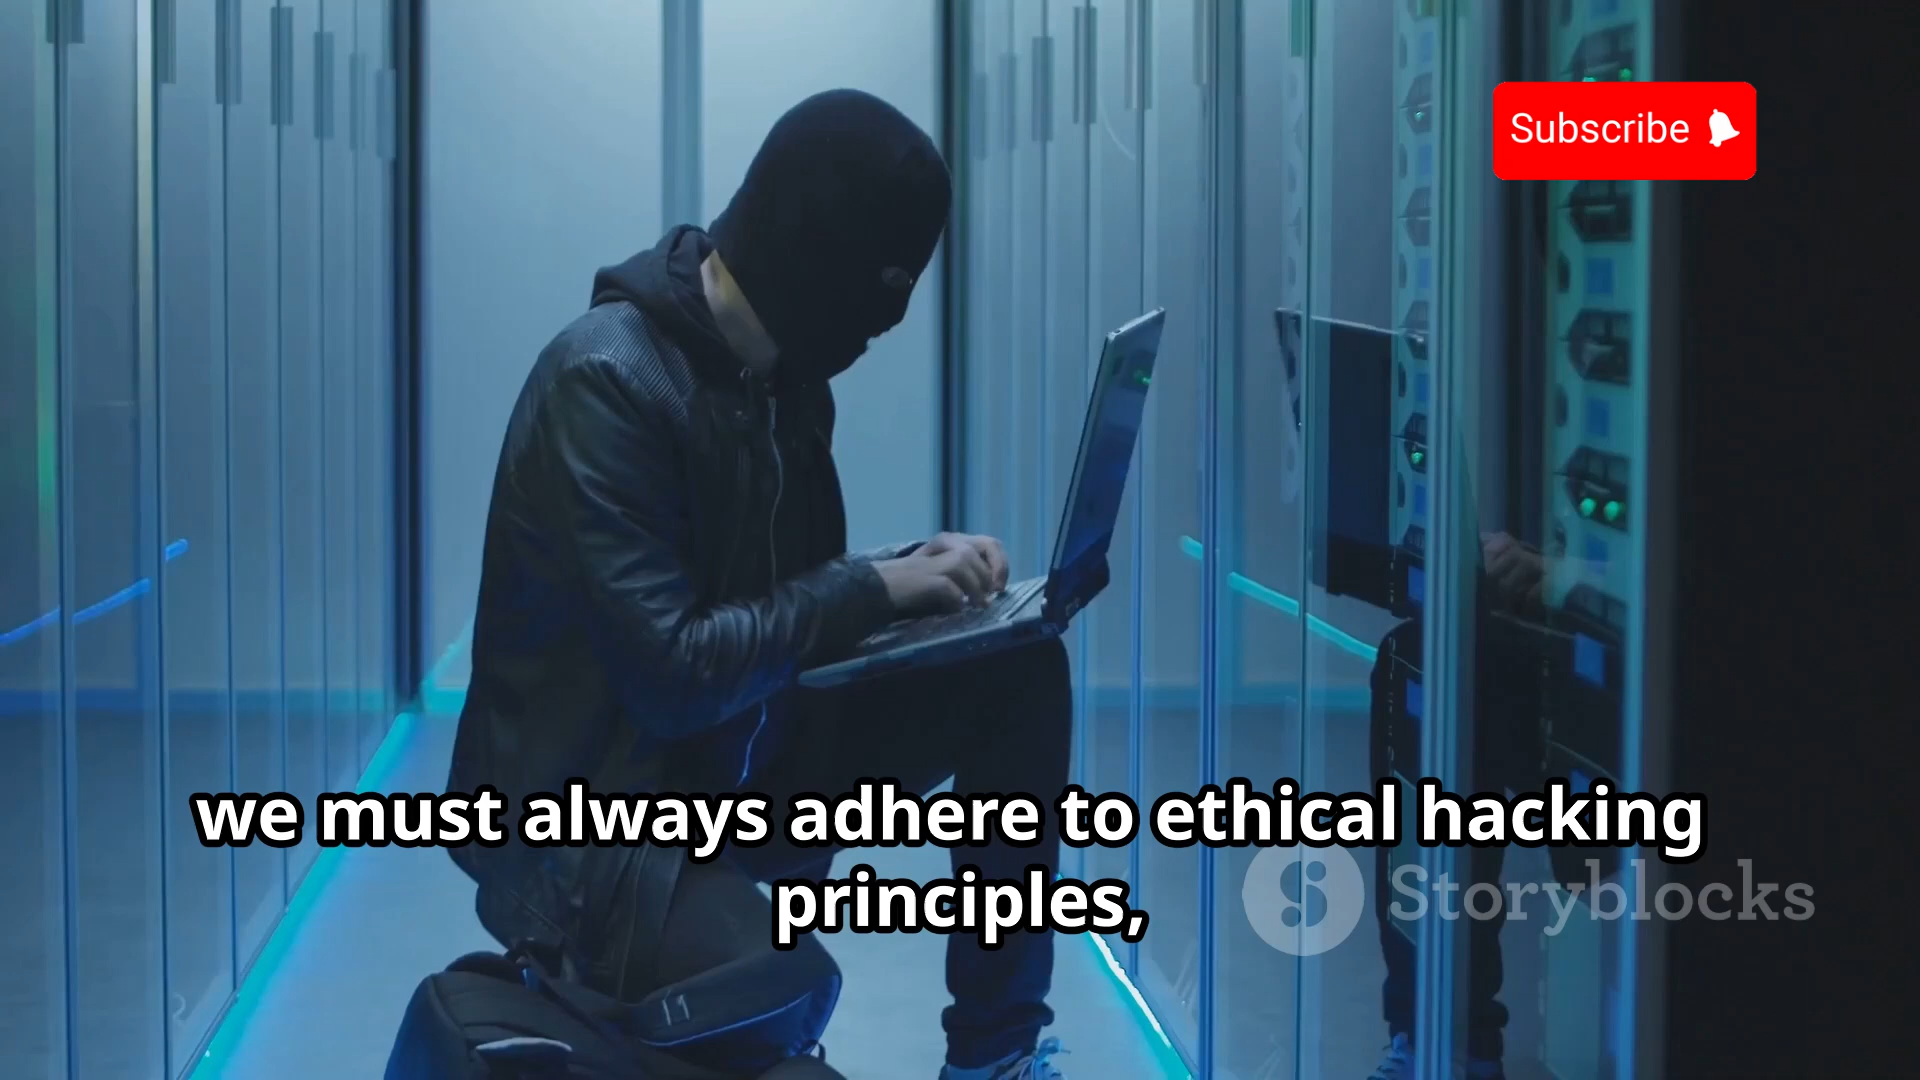 Subscribe
we must always adhere to ethical hacking
principles,
Storyblocks